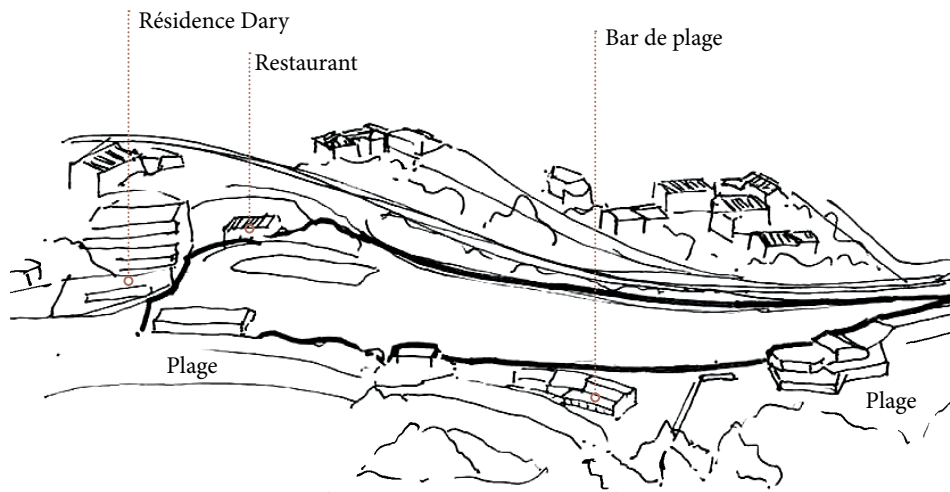 Résidence Dary
Restaurant
Bar de plage
Plage
Plage